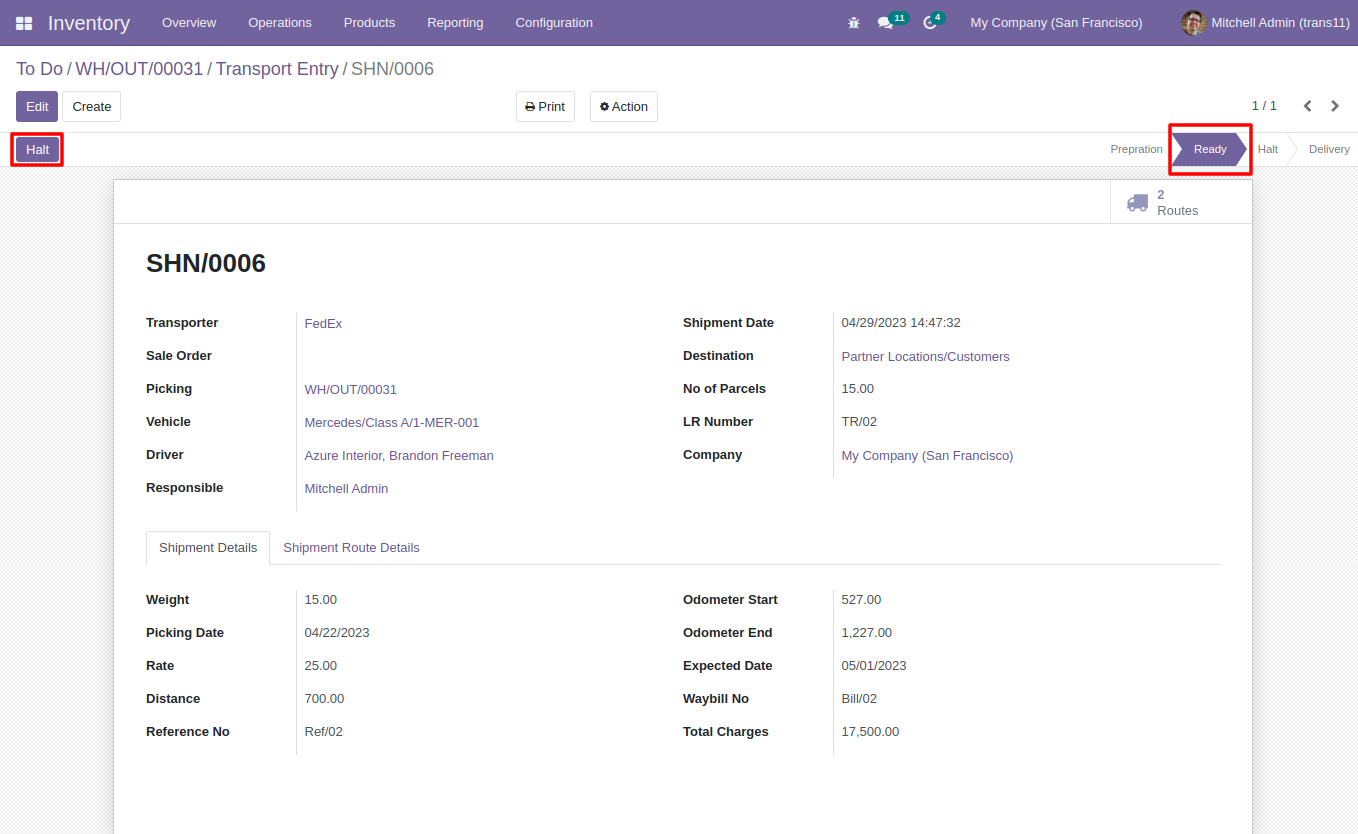 Inventory Overview Operations Products Reporting Configuration 11 4 My Company (San Francisco) Mitchell Admin (trans11)
To Do / WH/OUT/00031 / Transport Entry / SHN/0006
Edit Create Print Action 1 / 1
Halt Prepration Ready Halt Delivery
2
Routes
SHN/0006
Transporter FedEx Shipment Date 04/29/2023 14:47:32
Sale Order Destination Partner Locations/Customers
Picking WH/OUT/00031 No of Parcels 15.00
Vehicle Mercedes/Class A/1-MER-001 LR Number TR/02
Driver Azure Interior, Brandon Freeman Company My Company (San Francisco)
Responsible Mitchell Admin
Shipment Details Shipment Route Details
Weight 15.00 Odometer Start 527.00
Picking Date 04/22/2023 Odometer End 1,227.00
Rate 25.00 Expected Date 05/01/2023
Distance 700.00 Waybill No Bill/02
Reference No Ref/02 Total Charges 17,500.00